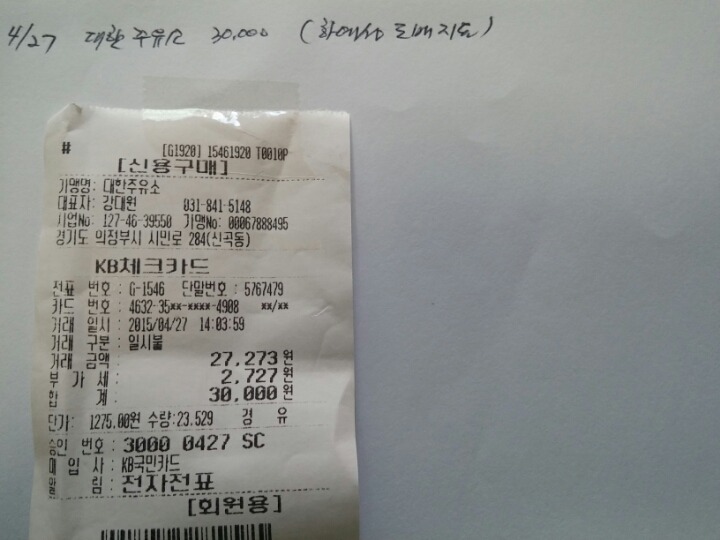 4/27 대한주유소 30,000 (화예상 도배지도)
# [G1920] 15461920 T0010P
[신용구매]
가맹명: 대한주유소
대표자: 강대원 031-841-5148
사업No: 127-46-39550 가맹No: 00067888495
경기도 의정부시 시민로 284(신곡동)
KB체크카드
전표 번호: G-1546 단말번호: 5767479
카드 번호: 4632-35**-****-4908 **/**
거래 일시: 2015/04/27 14:03:59
거래 구분: 일시불
거래 금액: 27,273원
부 가 세: 2,727원
합 계: 30,000원
단가: 1275.00원 수량:23.529 경 유
승인 번호: 3000 0427 SC
매 입 사: KB국민카드
알 림: 전자전표
[회원용]